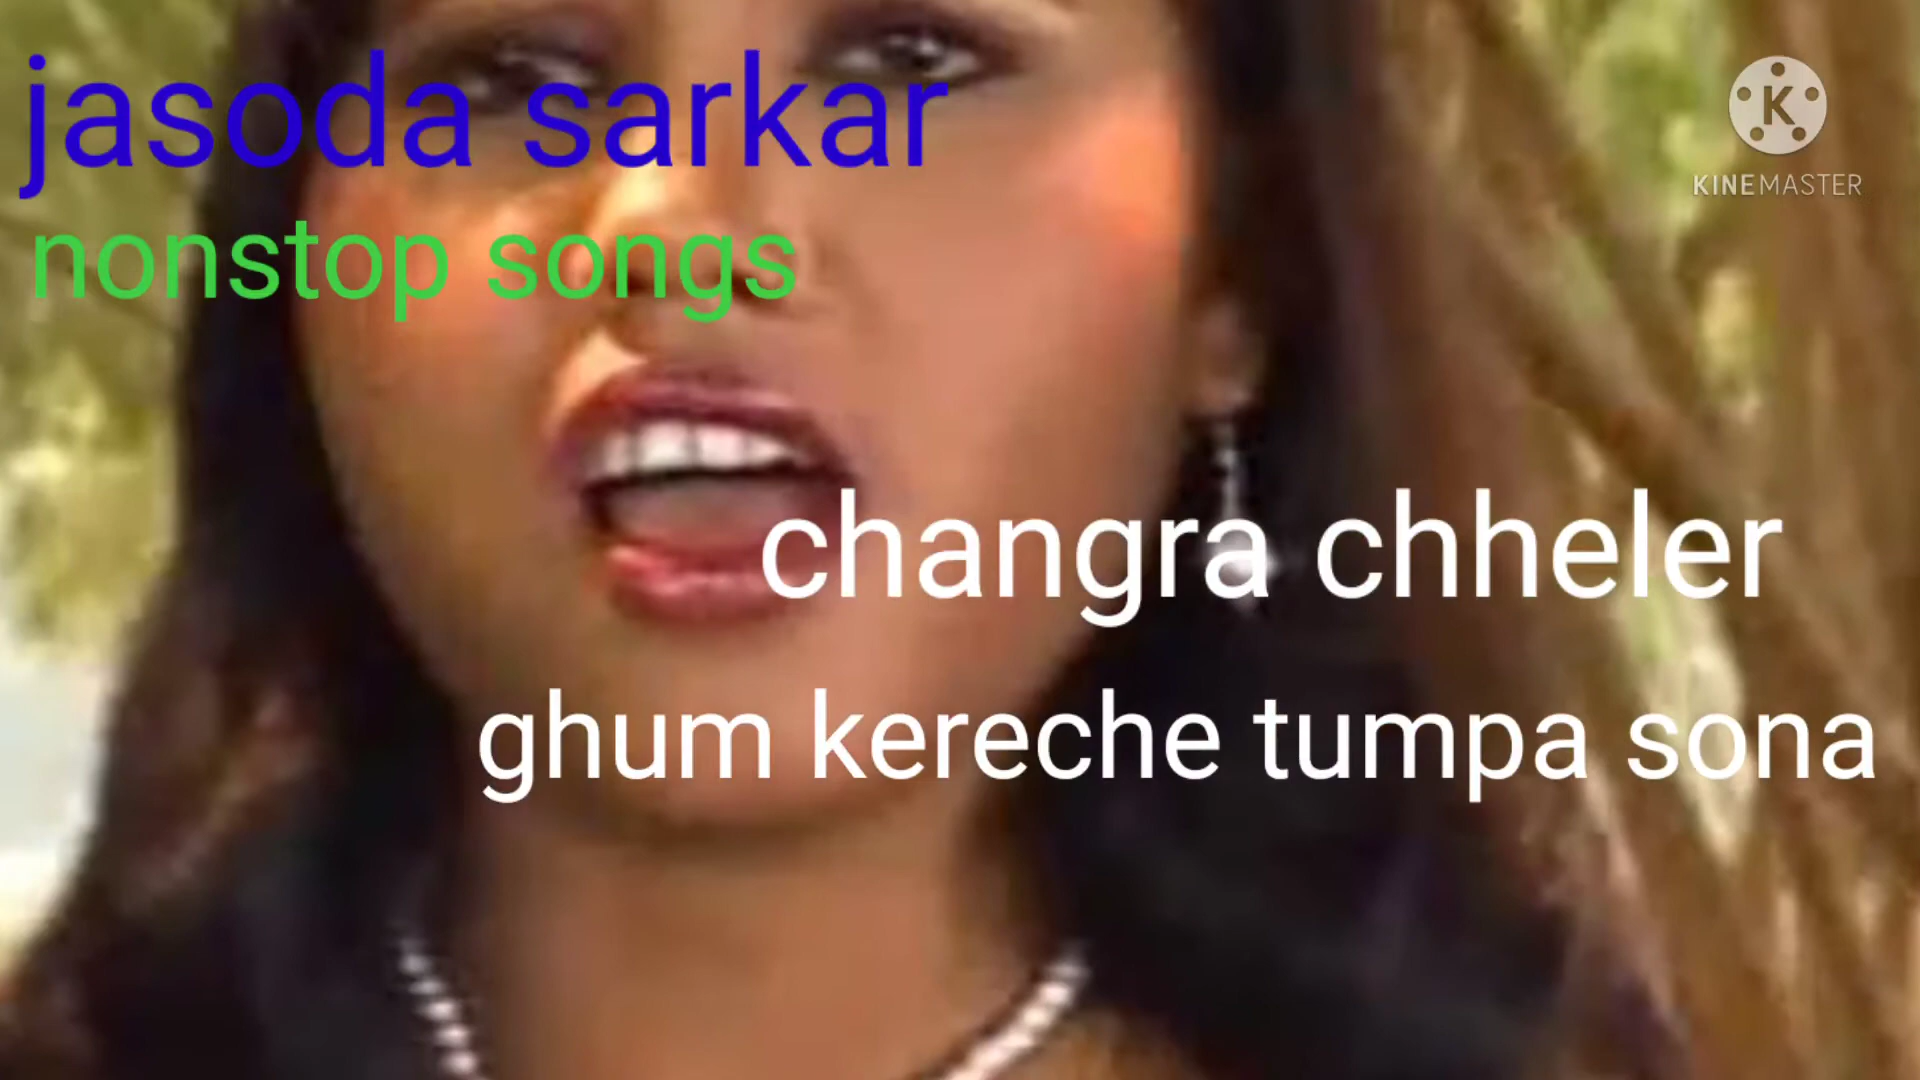 jasoda sarkar
nonstop songs
K
KINEMASTER
changra chheler
ghum kereche tumpa sona